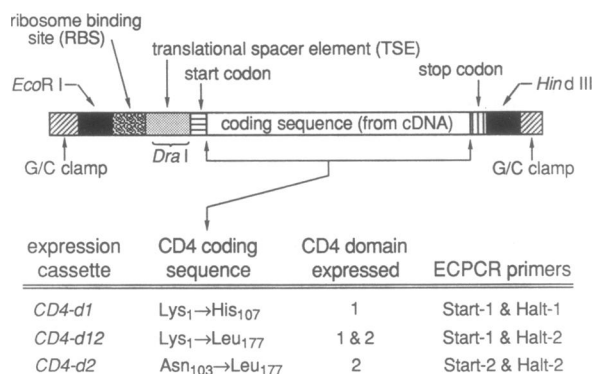 ribosome binding
site (RBS)
translational spacer element (TSE)
EcoR I
start codon
stop codon
Hind III
coding sequence (from cDNA)
G/C clamp
Dra I
G/C clamp
expression cassette
CD4 coding sequence
CD4 domain expressed
ECPCR primers
CD4-d1 Lys1→His107 1 Start-1 & Halt-1
CD4-d12 Lys1→Leu177 1 & 2 Start-1 & Halt-2
CD4-d2 Asn103→Leu177 2 Start-2 & Halt-2